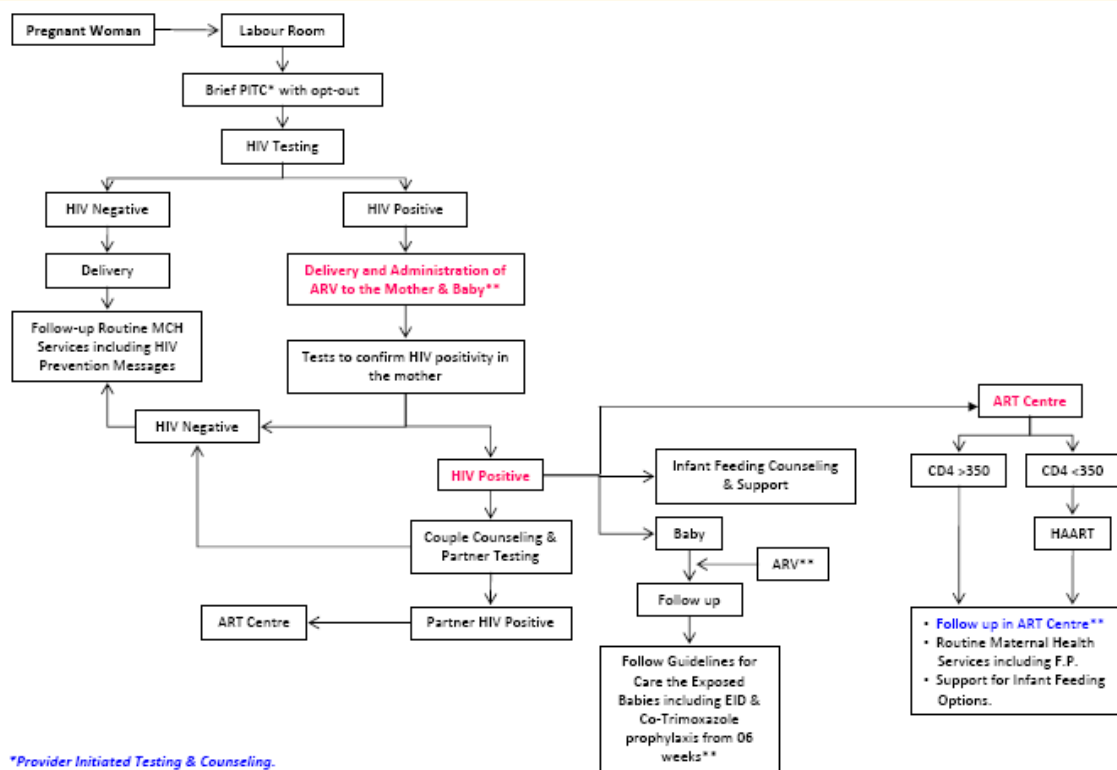 Pregnant Woman
Labour Room
Brief PITC* with opt-out
HIV Testing
HIV Negative
HIV Positive
Delivery
Delivery and Administration of
ARV to the Mother & Baby**
Follow-up Routine MCH
Services including HIV
Prevention Messages
Tests to confirm HIV positivity in
the mother
HIV Negative
HIV Positive
Couple Counseling &
Partner Testing
ART Centre
Partner HIV Positive
Infant Feeding Counseling
& Support
Baby
ARV**
Follow up
Follow Guidelines for
Care the Exposed
Babies including EID &
Co-Trimoxazole
prophylaxis from 06
weeks**
ART Centre
CD4 >350
CD4 <350
HAART
• Follow up in ART Centre**
• Routine Maternal Health
Services including F.P.
• Support for Infant Feeding
Options.
*Provider Initiated Testing & Counseling.